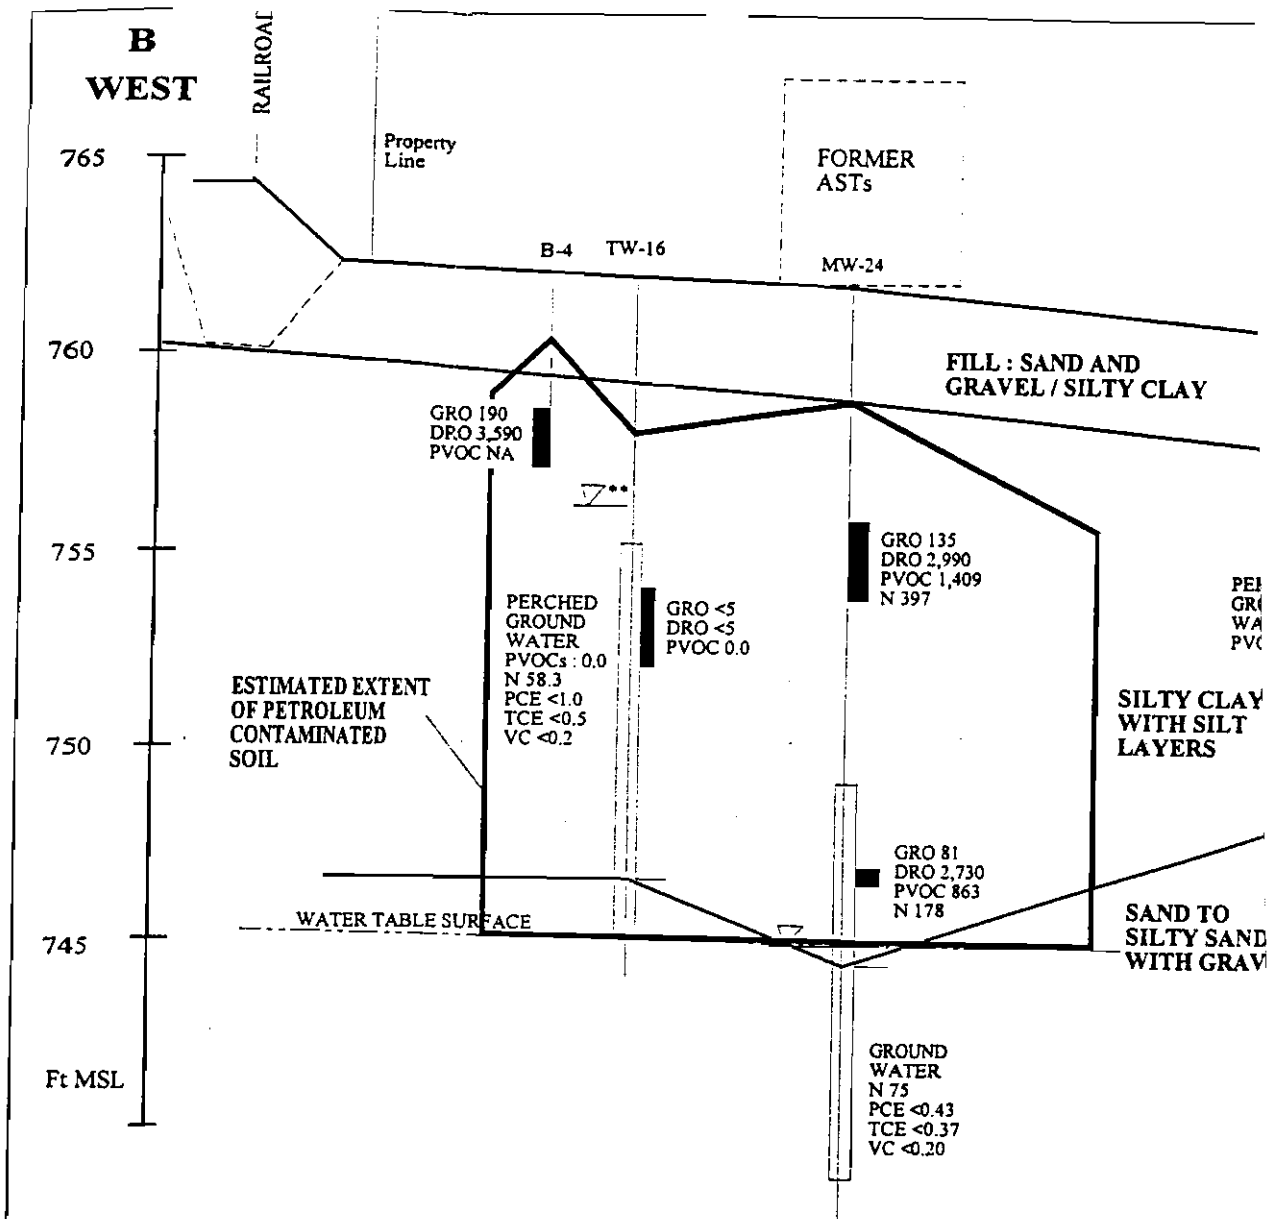 B
WEST
RAILROAD
Property
Line
FORMER
ASTs
765
B-4
TW-16
MW-24
760
FILL : SAND AND
GRAVEL / SILTY CLAY
GRO 190
DRO 3,590
PVOC NA
**
755
GRO 135
DRO 2,990
PVOC 1,409
N 397
PERCHED
GROUND
WATER
PVOCs : 0.0
N 58.3
PCE <1.0
TCE <0.5
VC <0.2
GRO <5
DRO <5
PVOC 0.0
ESTIMATED EXTENT
OF PETROLEUM
CONTAMINATED
SOIL
SILTY CLAY
WITH SILT
LAYERS
750
GRO 81
DRO 2,730
PVOC 863
N 178
WATER TABLE SURFACE
745
SAND TO
SILTY SAND
WITH GRAV
Ft MSL
GROUND
WATER
N 75
PCE <0.43
TCE <0.37
VC <0.20